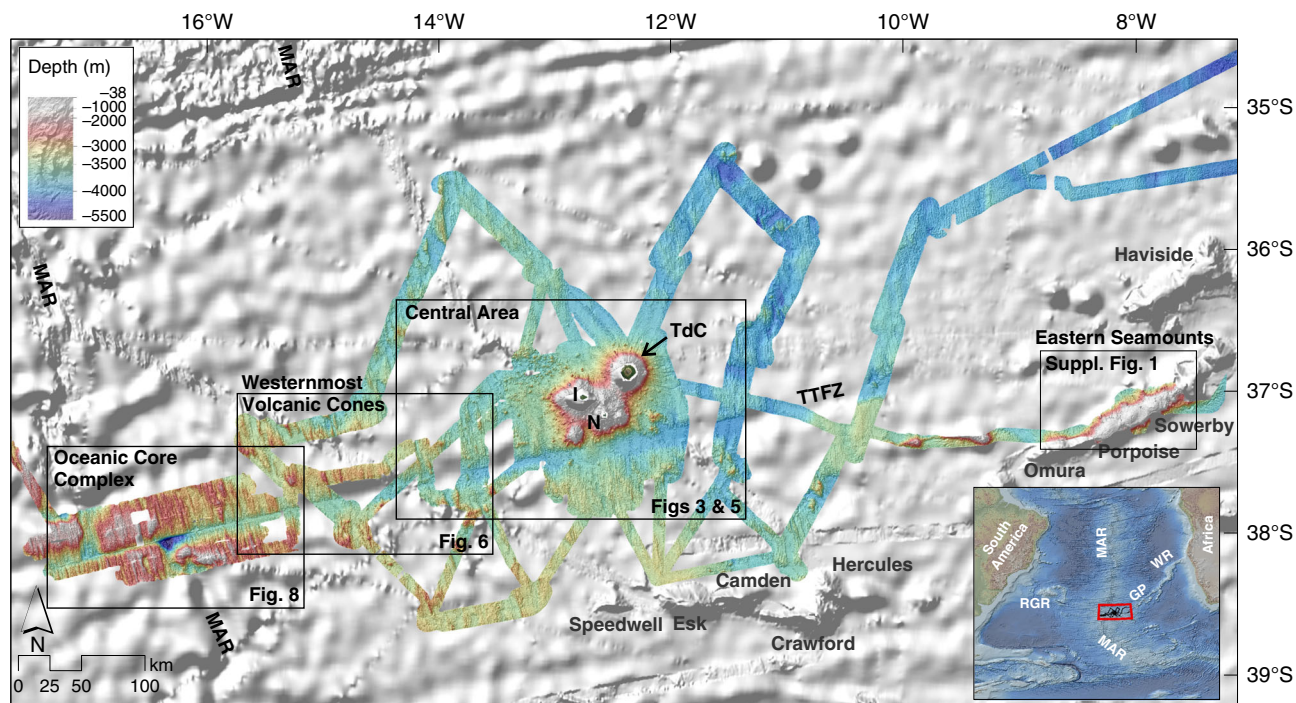 16°W
14°W
12°W
10°W
8°W
Depth (m)
–38
–1000
–2000
–3000
–3500
–4000
–5500
MAR
35°S
MAR
36°S
Haviside
Central Area
TdC
Eastern Seamounts
Suppl. Fig. 1
Westernmost
Volcanic Cones
I
N
TTFZ
37°S
Sowerby
Porpoise
Omura
Oceanic Core
Complex
Figs 3 & 5
Fig. 6
38°S
Fig. 8
Hercules
Camden
Speedwell
Esk
Crawford
MAR
N
km
0
25
50
100
39°S
South
America
MAR
Africa
WR
GP
RGR
MAR